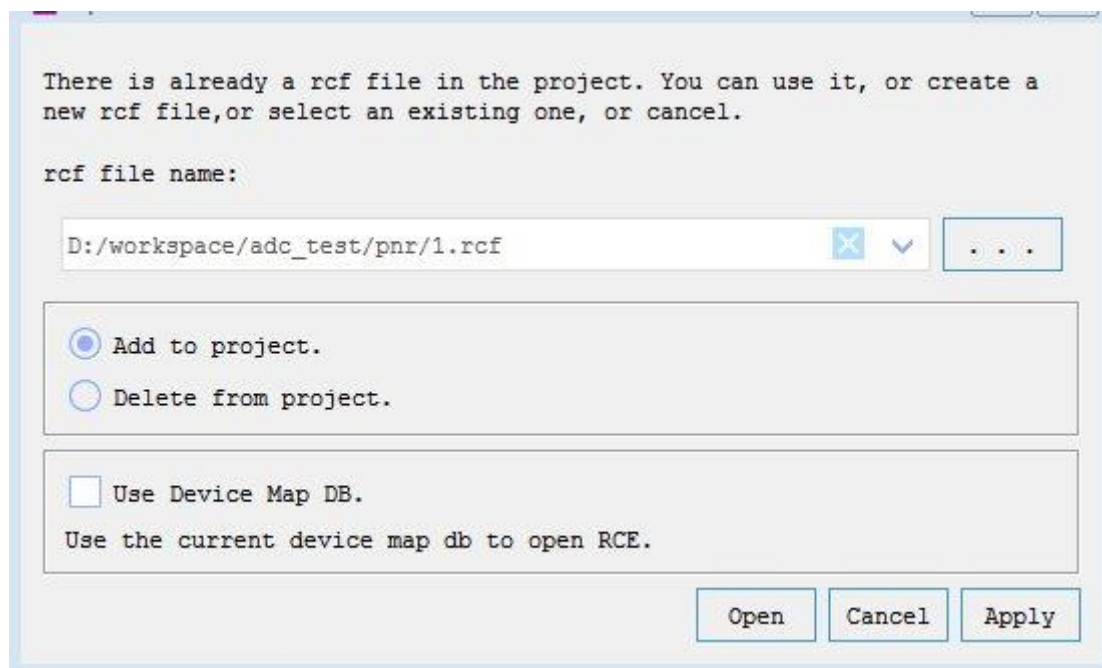 There is already a rcf file in the project. You can use it, or create a
new rcf file,or select an existing one, or cancel.
rcf file name:
D:/workspace/adc_test/pnr/1.rcf
. . .
Add to project.
Delete from project.
Use Device Map DB.
Use the current device map db to open RCE.
Open Cancel Apply